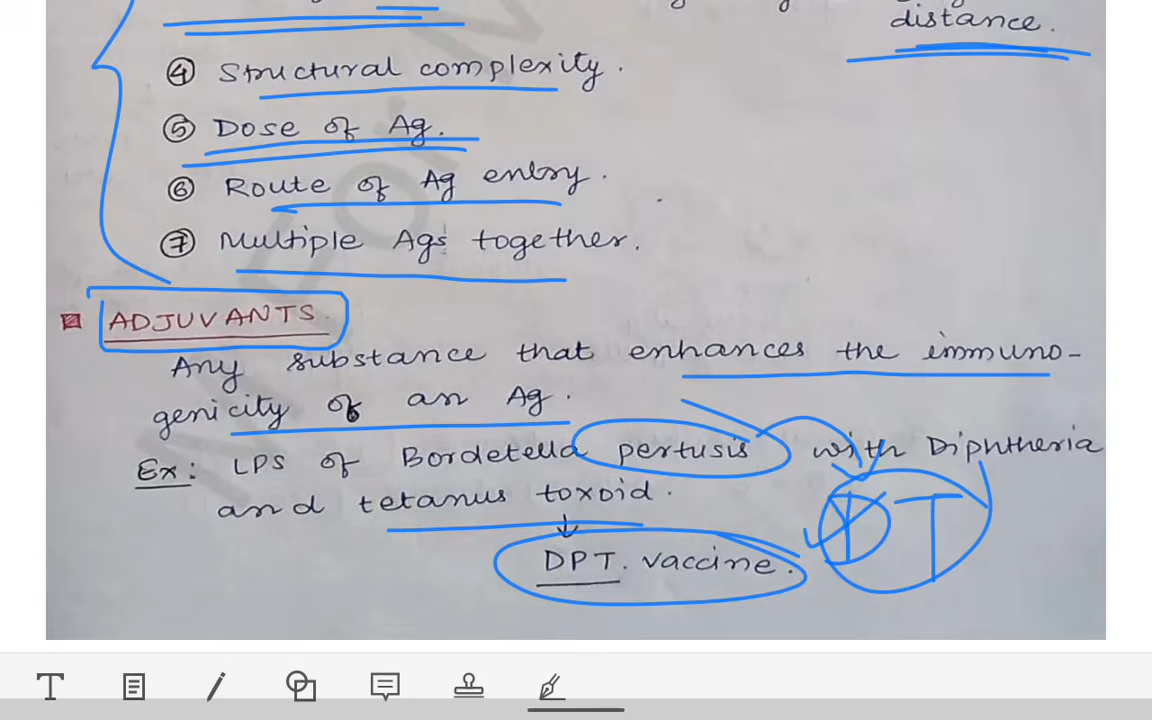 distance.
④ Structural complexity.
⑤ Dose of Ag.
⑥ Route of Ag entry.
⑦ Multiple Ags together.
ADJUVANTS.
Any substance that enhances the immuno-
genicity of an Ag.
Ex: LPS of Bordetella pertusis with Diphtheria
and tetanus toxoid.
↓
DPT. vaccine.
DT
T